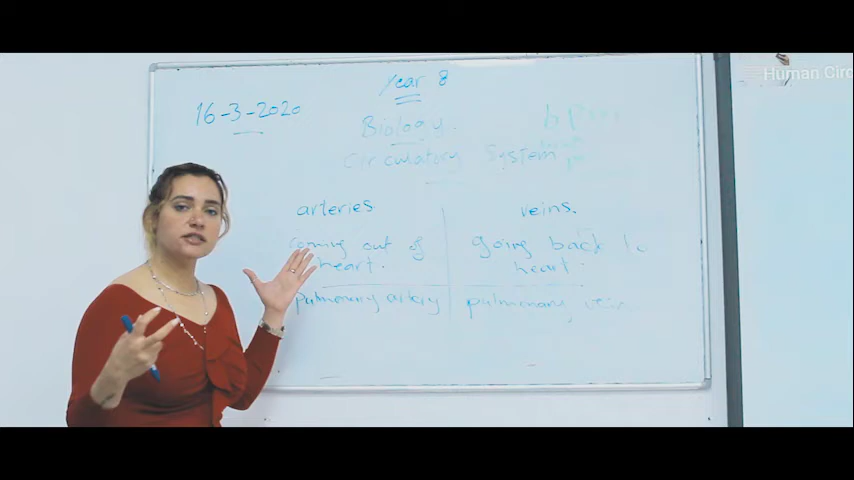 Year 8
16-3-2020
Biology.
Circulatory System
arteries
coming out of
heart.
pulmonary artery
veins.
going back to
heart.
pulmonary vein
Human Circ